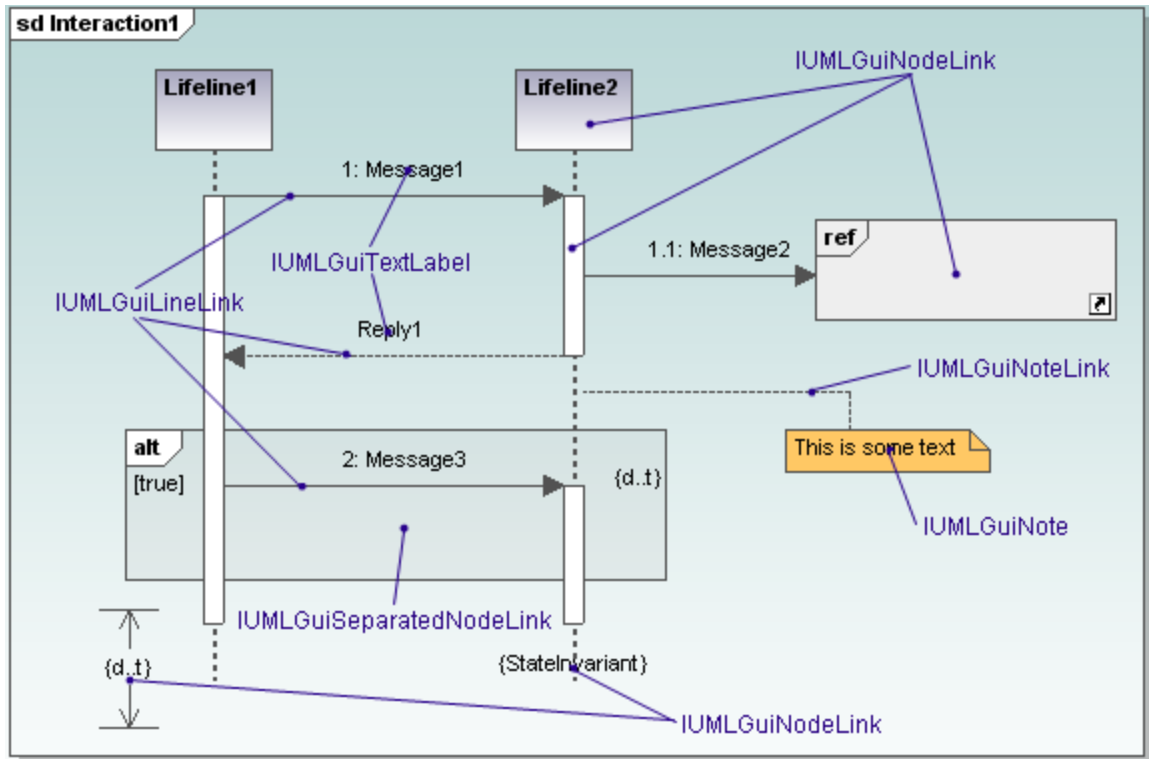 sd Interaction1
IUMLGuiNodeLink
Lifeline1
Lifeline2
1: Message1
ref
1.1: Message2
IUMLGuiTextLabel
IUMLGuiLineLink
Reply1
IUMLGuiNoteLink
alt
This is some text
2: Message3
[true]
{d..t}
IUMLGuiNote
IUMLGuiSeparatedNodeLink
{d..t}
{StateInvariant}
IUMLGuiNodeLink